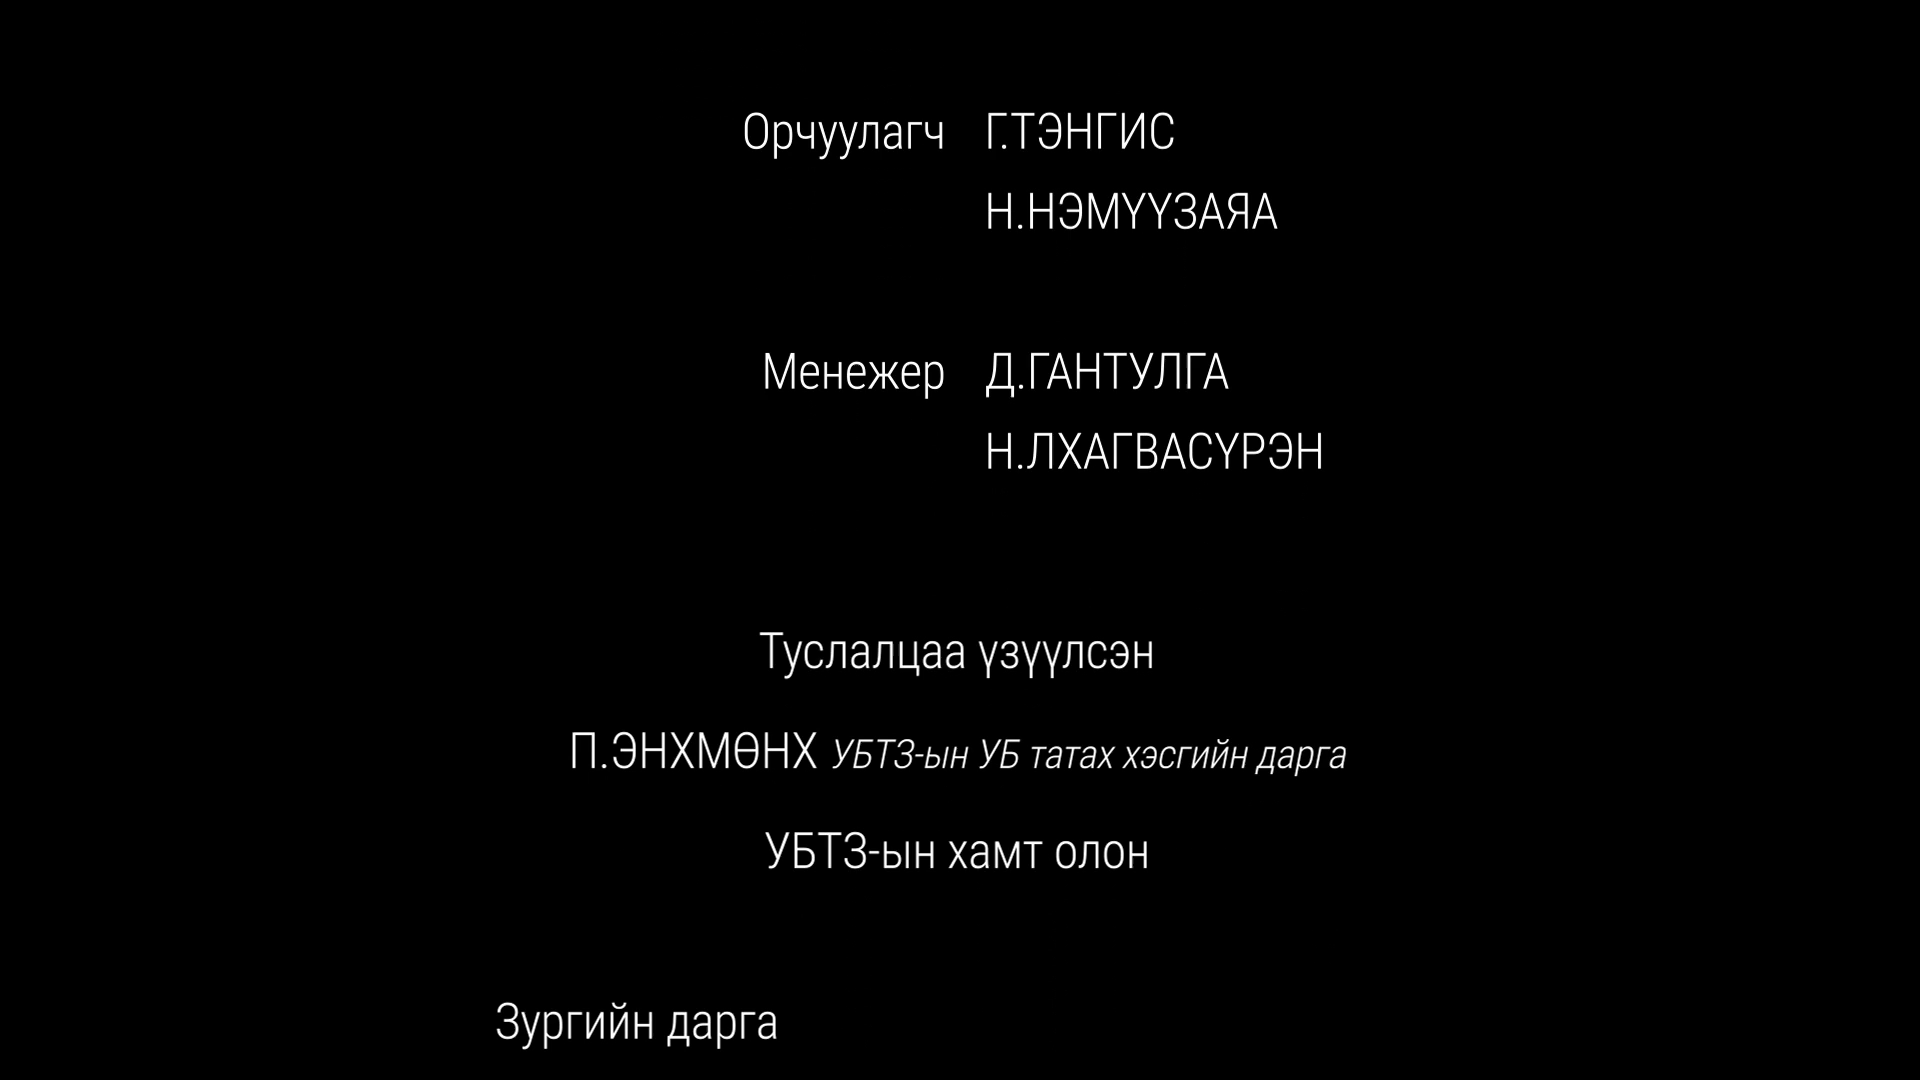 Орчуулагч Г.ТЭНГИС
Н.НЭМҮҮЗАЯА
Менежер Д.ГАНТУЛГА
Н.ЛХАГВАСҮРЭН
Туслалцаа үзүүлсэн
П.ЭНХМӨНХ УБТЗ-ын УБ татах хэсгийн дарга
УБТЗ-ын хамт олон
Зургийн дарга